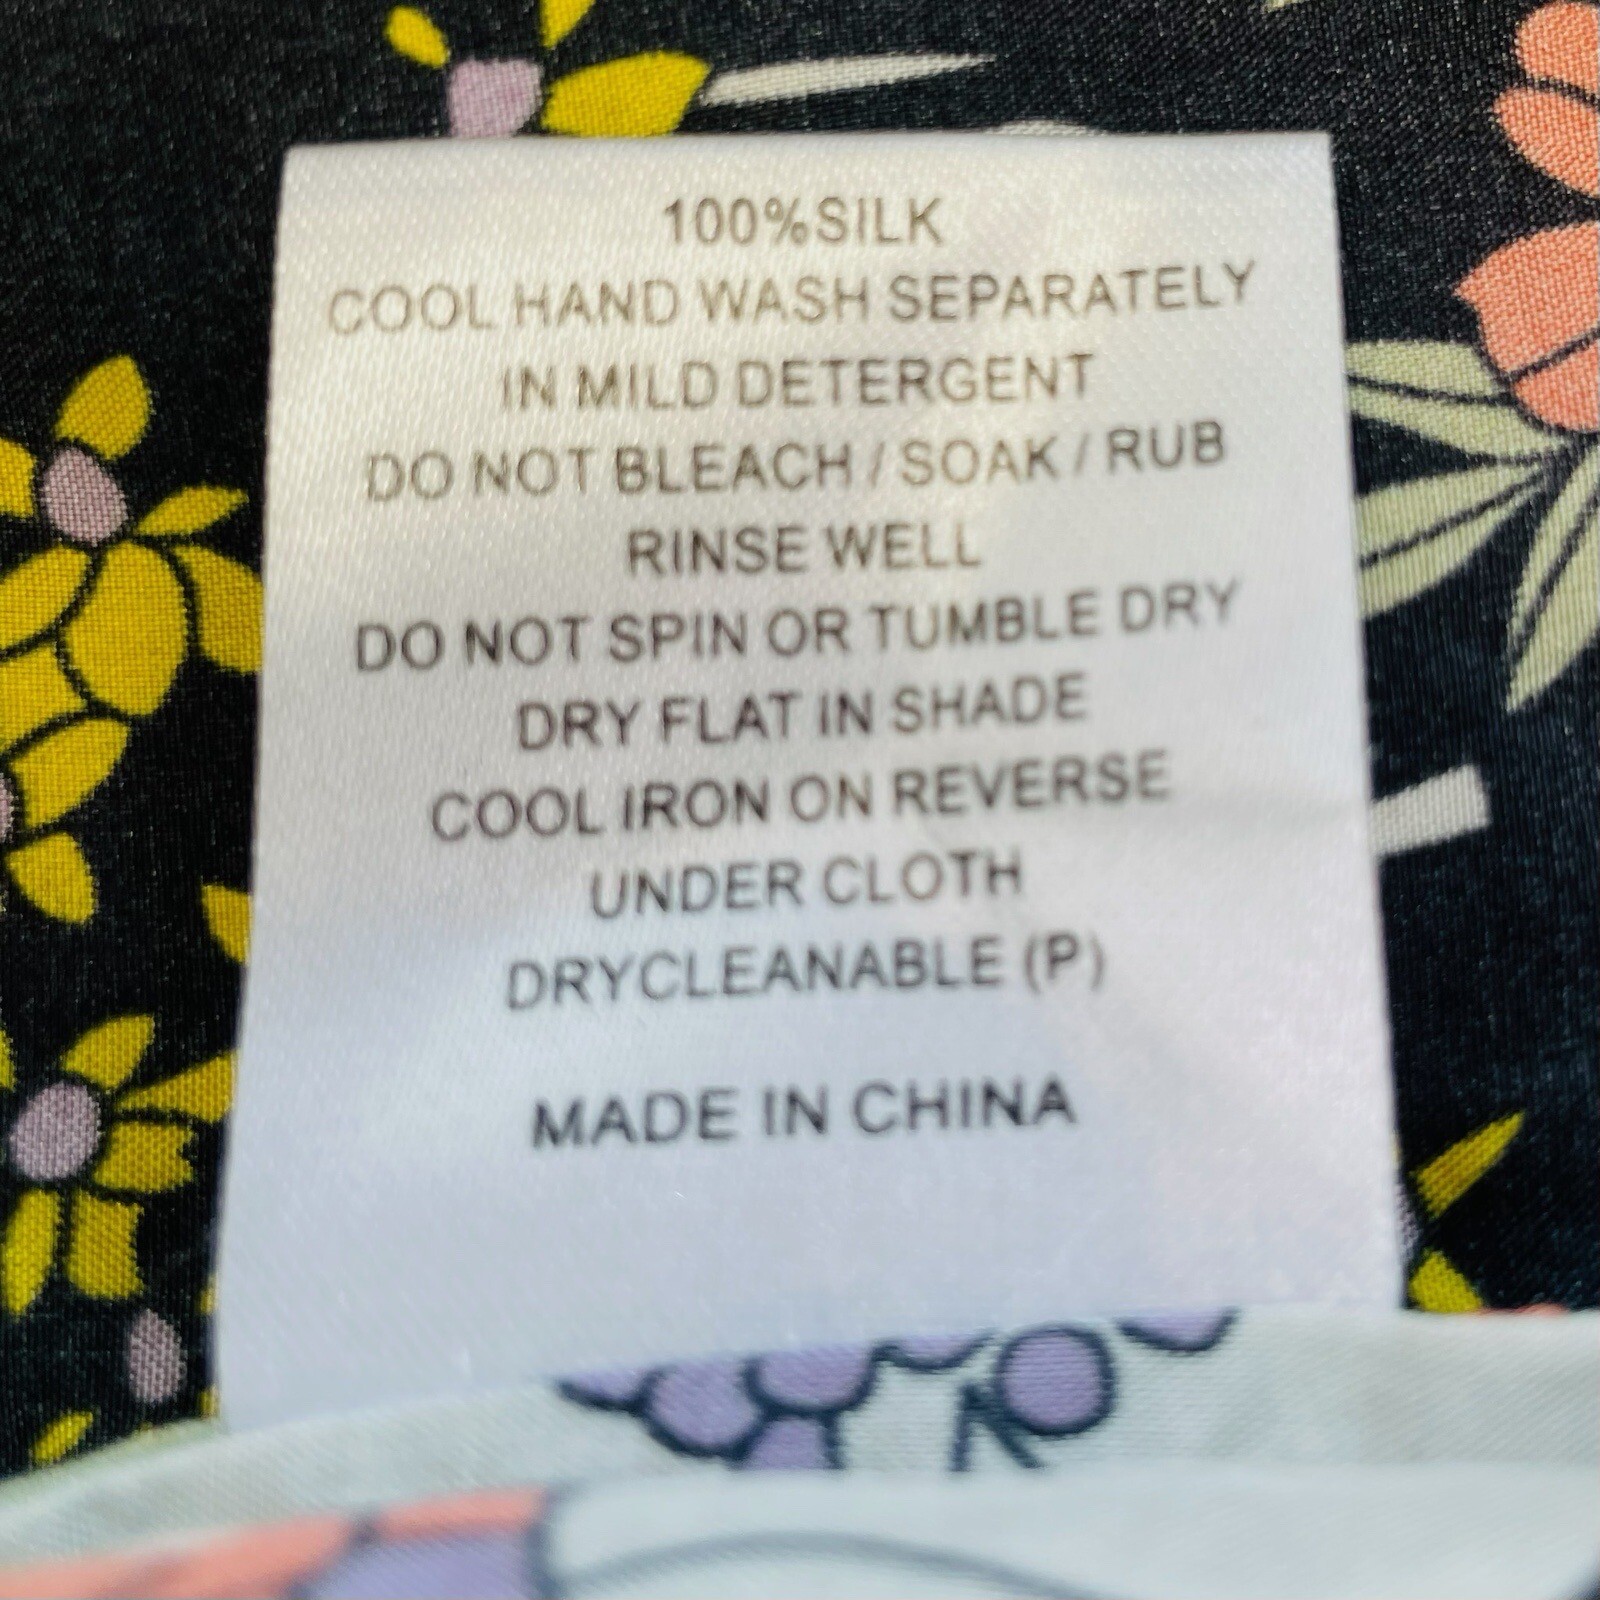 100%SILK
COOL HAND WASH SEPARATELY
IN MILD DETERGENT
DO NOT BLEACH / SOAK / RUB
RINSE WELL
DO NOT SPIN OR TUMBLE DRY
DRY FLAT IN SHADE
COOL IRON ON REVERSE
UNDER CLOTH
DRYCLEANABLE (P)
MADE IN CHINA